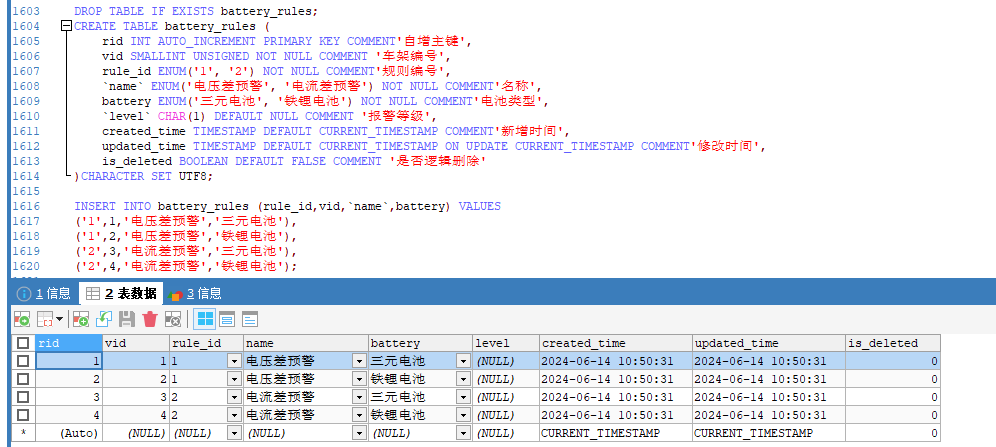 1603 DROP TABLE IF EXISTS battery_rules;
1604 CREATE TABLE battery_rules (
1605 rid INT AUTO_INCREMENT PRIMARY KEY COMMENT'自增主键',
1606 vid SMALLINT UNSIGNED NOT NULL COMMENT '车架编号',
1607 rule_id ENUM('1', '2') NOT NULL COMMENT'规则编号',
1608 `name` ENUM('电压差预警', '电流差预警') NOT NULL COMMENT'名称',
1609 battery ENUM('三元电池', '铁锂电池') NOT NULL COMMENT'电池类型',
1610 `level` CHAR(1) DEFAULT NULL COMMENT '报警等级',
1611 created_time TIMESTAMP DEFAULT CURRENT_TIMESTAMP COMMENT'新增时间',
1612 updated_time TIMESTAMP DEFAULT CURRENT_TIMESTAMP ON UPDATE CURRENT_TIMESTAMP COMMENT'修改时间',
1613 is_deleted BOOLEAN DEFAULT FALSE COMMENT '是否逻辑删除'
1614 )CHARACTER SET UTF8;
1615
1616 INSERT INTO battery_rules (rule_id,vid,`name`,battery) VALUES
1617 ('1',1,'电压差预警','三元电池'),
1618 ('1',2,'电压差预警','铁锂电池'),
1619 ('2',3,'电流差预警','三元电池'),
1620 ('2',4,'电流差预警','铁锂电池');
1 信息 2 表数据 3 信息
rid vid rule_id name battery level created_time updated_time is_deleted
1 1 1 电压差预警 三元电池 (NULL) 2024-06-14 10:50:31 2024-06-14 10:50:31 0
2 2 1 电压差预警 铁锂电池 (NULL) 2024-06-14 10:50:31 2024-06-14 10:50:31 0
3 3 2 电流差预警 三元电池 (NULL) 2024-06-14 10:50:31 2024-06-14 10:50:31 0
4 4 2 电流差预警 铁锂电池 (NULL) 2024-06-14 10:50:31 2024-06-14 10:50:31 0
* (Auto) (NULL) (NULL) (NULL) (NULL) (NULL) CURRENT_TIMESTAMP CURRENT_TIMESTAMP 0